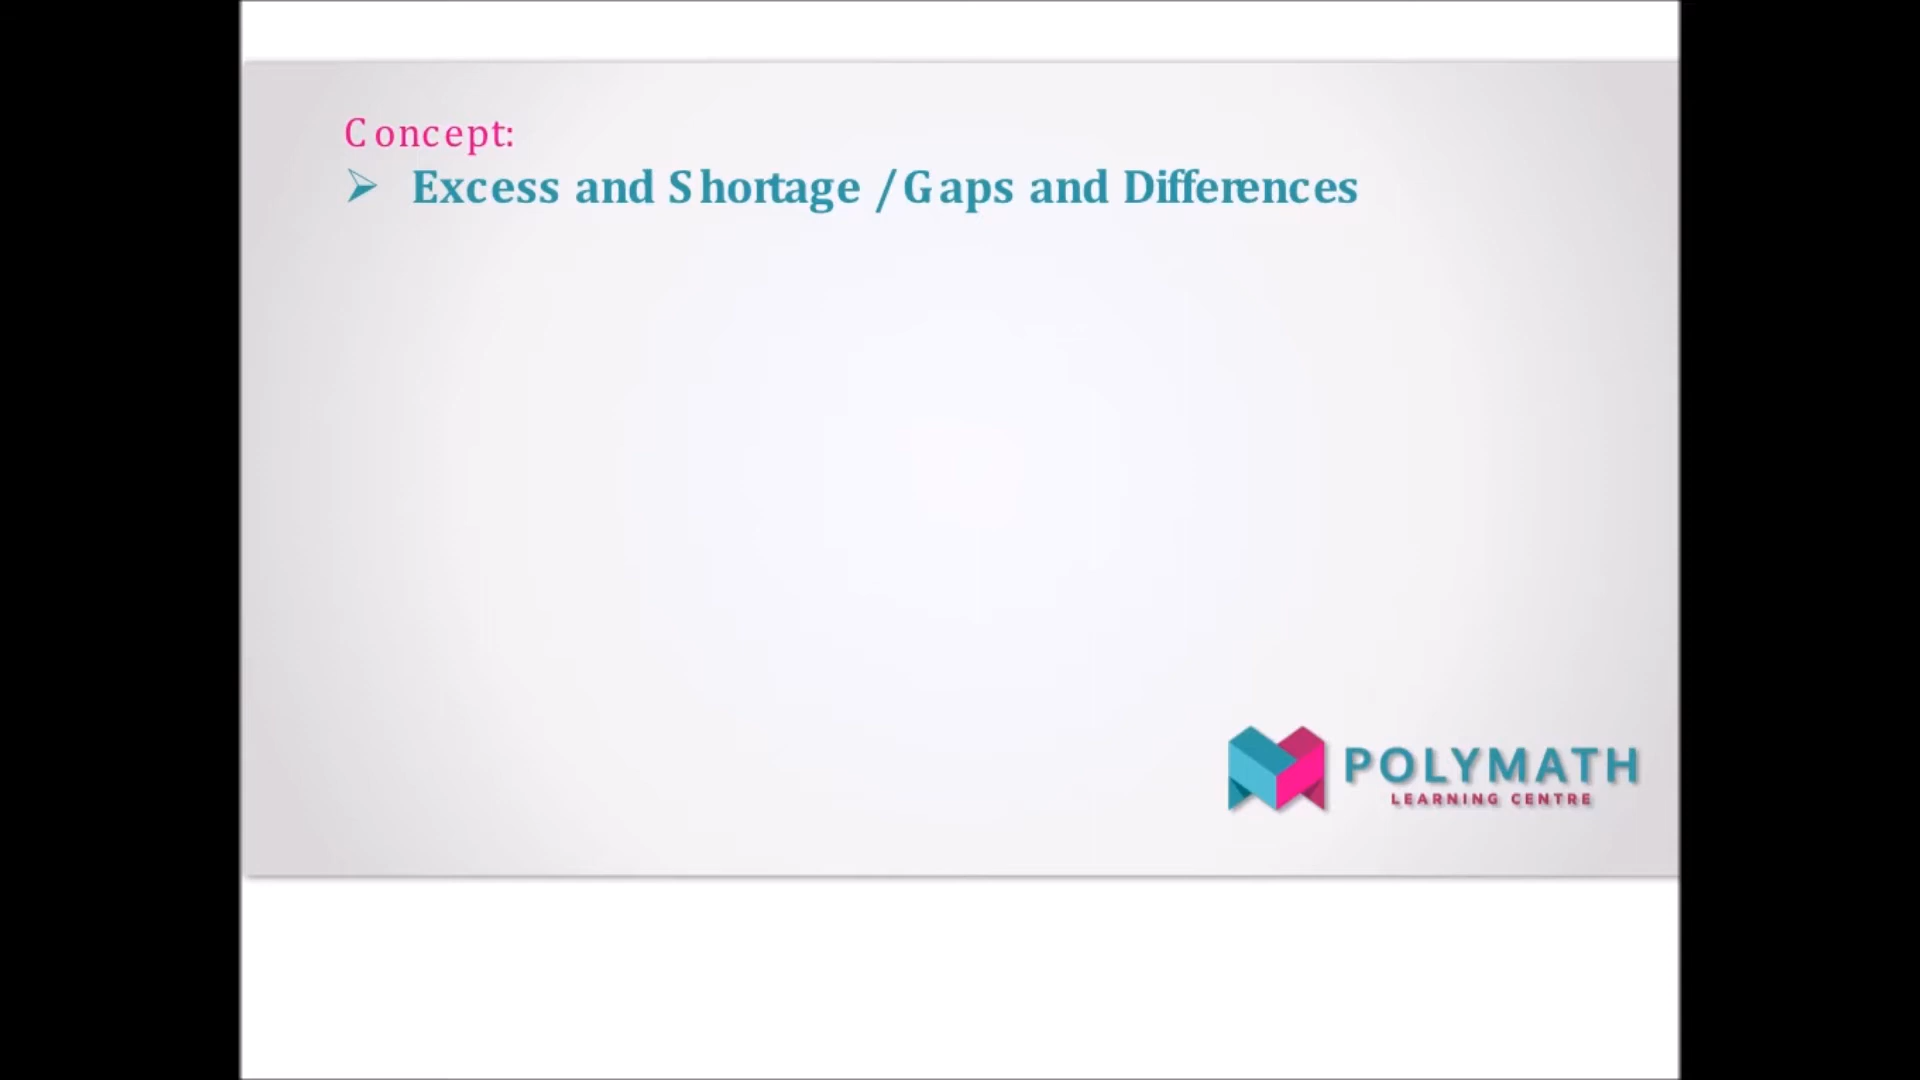 Concept:
Excess and Shortage / Gaps and Differences
POLYMATH
LEARNING CENTRE